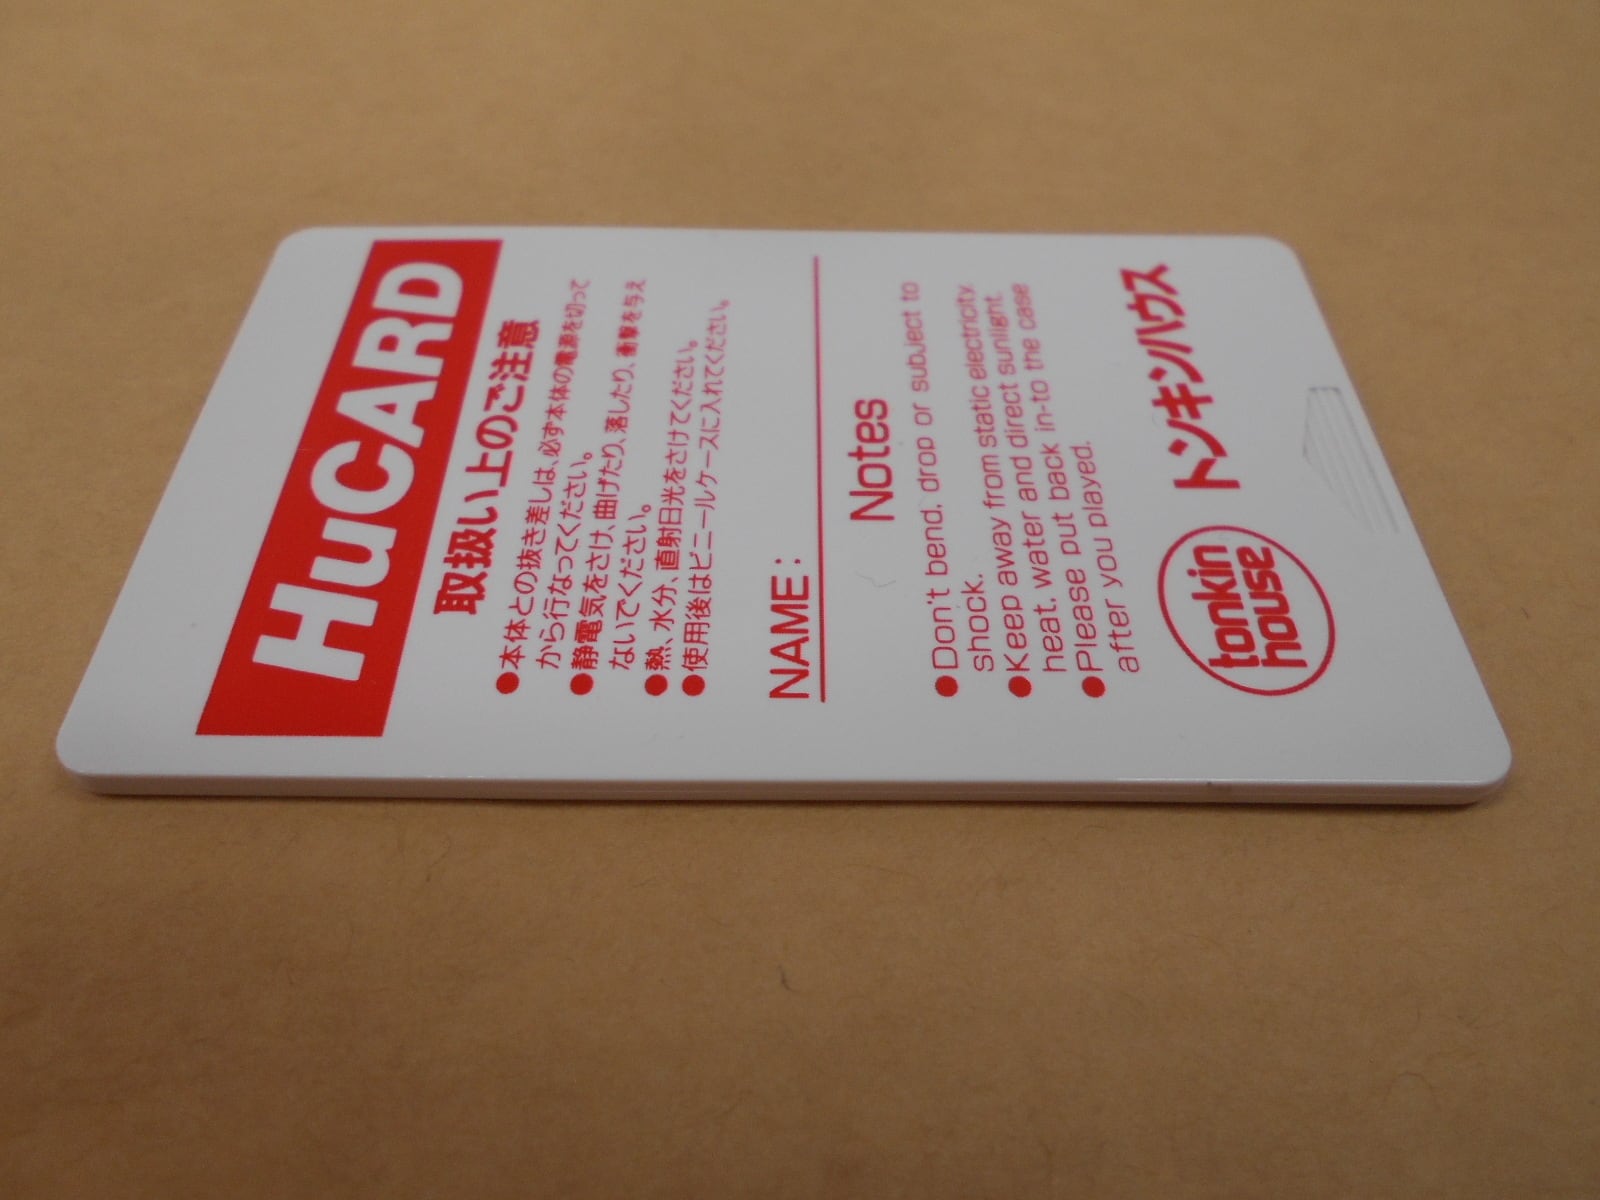 HuCARD
取扱い上のご注意
●本体との抜き差しは、必ず本体の電源を切って
から行なってください。
●静電気をさけ、曲げたり、落したり、衝撃を与え
ないでください。
●熱、水分、直射日光をさけてください。
●使用後はビニールケースに入れてください。
NAME:
Notes
●Don't bend, drop or subject to
shock.
●Keep away from static electricity,
heat, water and direct sunlight.
●Please put back in-to the case
after you played.
tonkin
house
トンキンハウス